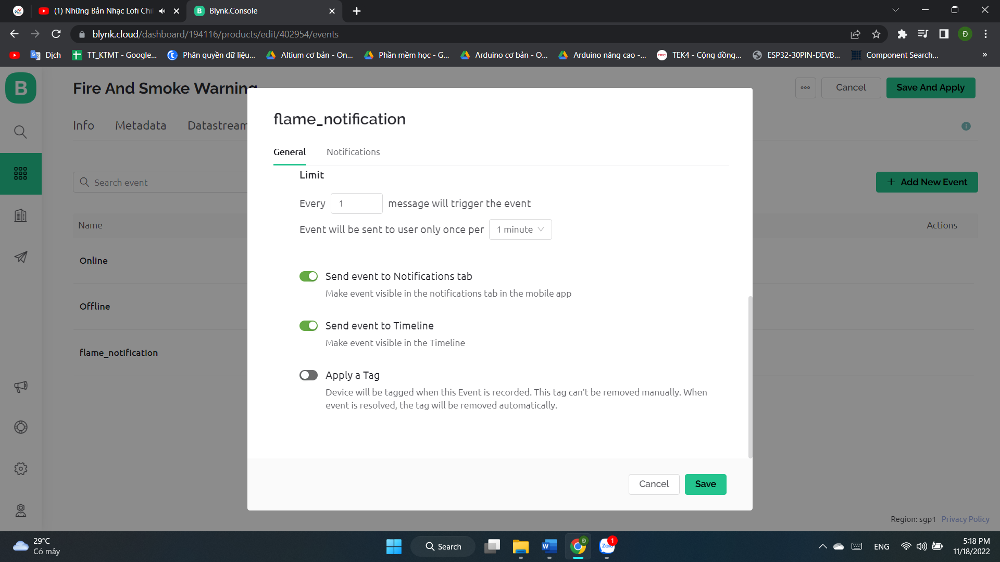 (1) Những Bản Nhạc Lofi Chi
Blynk.Console
blynk.cloud/dashboard/194116/products/edit/402954/events
Đ
Dịch
TT_KTMT - Google...
Phân quyền dữ liệu...
Altium cơ bản - On...
Phần mềm học - G...
Arduino cơ bản - O...
Arduino nâng cao -...
TEK4 - Cộng đồng...
ESP32-30PIN-DEVB...
Component Search...
»
B
Fire And Smoke Warning
Cancel
Save And Apply
Info
Metadata
Datastream
Search event
+ Add New Event
Name
Actions
Online
Offline
flame_notification
flame_notification
General
Notifications
Limit
Every 1 message will trigger the event
Event will be sent to user only once per 1 minute
Send event to Notifications tab
Make event visible in the notifications tab in the mobile app
Send event to Timeline
Make event visible in the Timeline
Apply a Tag
Device will be tagged when this Event is recorded. This tag can't be removed manually. When
event is resolved, the tag will be removed automatically.
Cancel
Save
Region: sgp1 Privacy Policy
29°C
Có mây
Search
W
Đ
Zalo
1
ENG
5:18 PM
11/18/2022